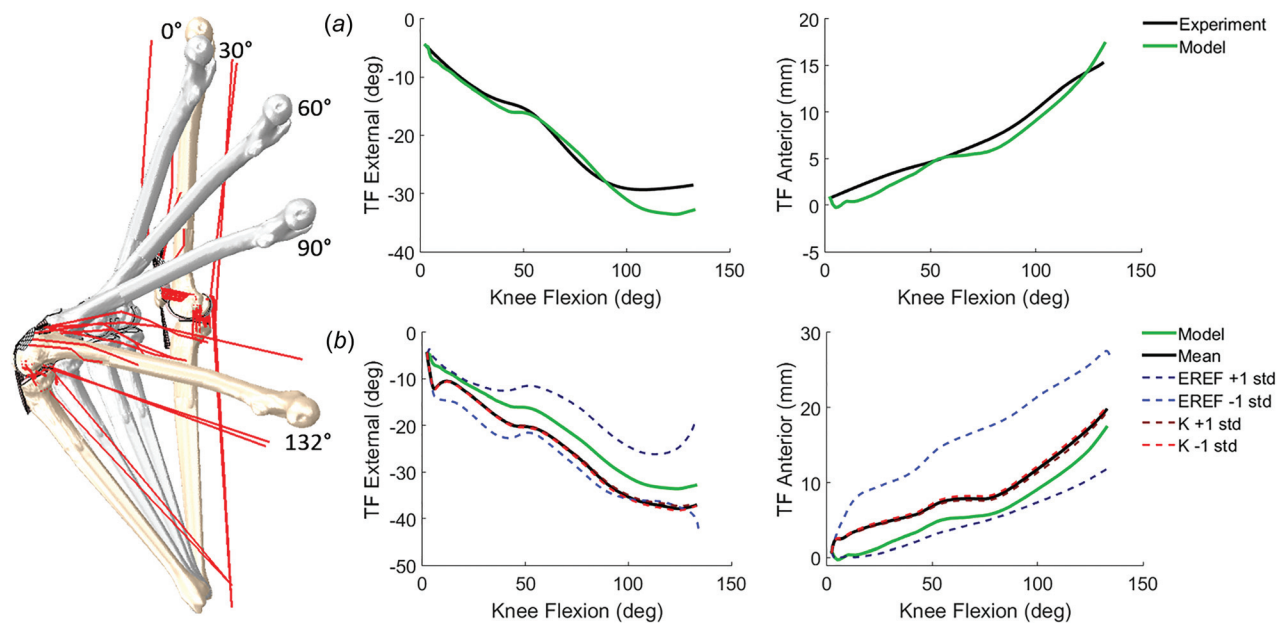 0°
30°
60°
90°
132°
(a)
0
-10
-20
-30
-40
TF External (deg)
0
50
100
150
Knee Flexion (deg)
20
15
10
5
0
-5
TF Anterior (mm)
0
50
100
150
Knee Flexion (deg)
Experiment
Model
(b)
0
-10
-20
-30
-40
-50
TF External (deg)
0
50
100
150
Knee Flexion (deg)
30
20
10
0
TF Anterior (mm)
0
50
100
150
Knee Flexion (deg)
Model
Mean
EREF +1 std
EREF -1 std
K +1 std
K -1 std